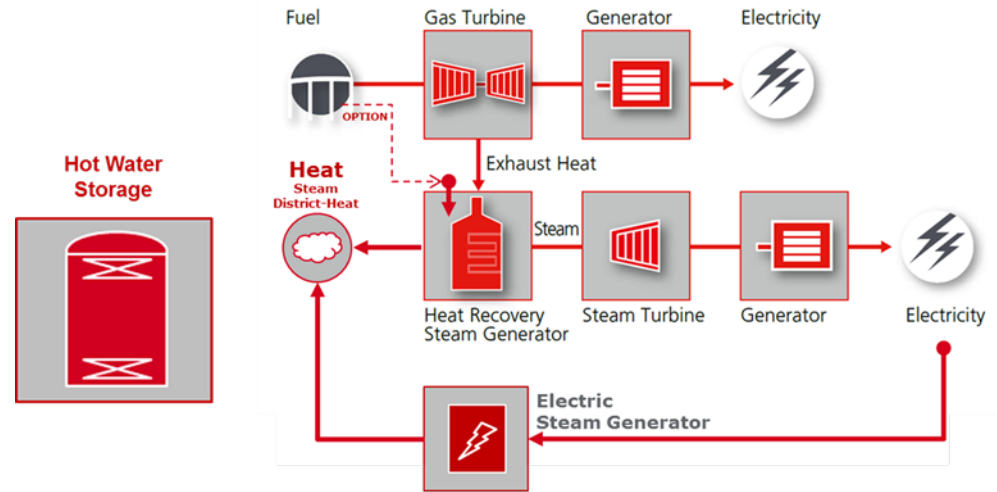 Fuel
Gas Turbine
Generator
Electricity
OPTION
Hot Water
Storage
Heat
Steam
District-Heat
Exhaust Heat
Steam
Heat Recovery
Steam Generator
Steam Turbine
Generator
Electricity
Electric
Steam Generator